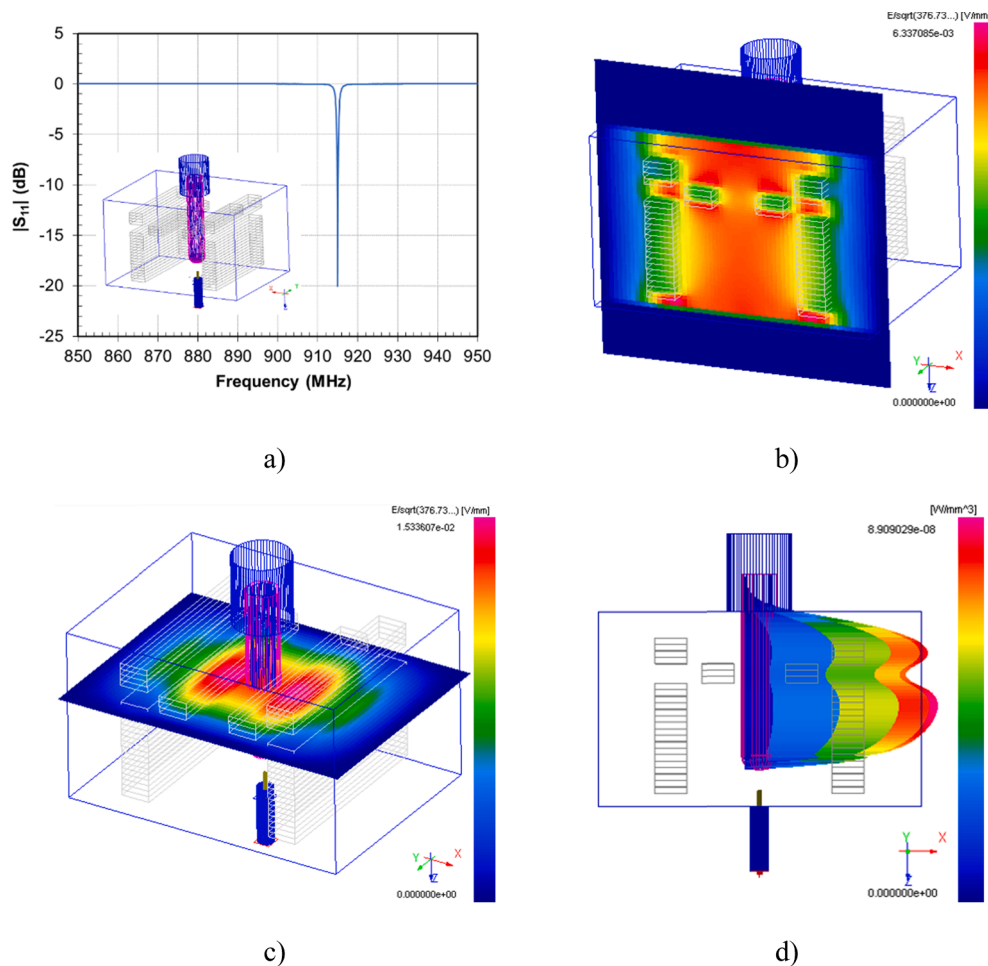 5
0
-5
-10
-15
-20
-25
|S11| (dB)
850 860 870 880 890 900 910 920 930 940 950
Frequency (MHz)
X Y Z
a)
E/sqrt(376.73...) [V/mm]
6.337085e-03
Y X
Z
0.000000e+00
b)
E/sqrt(376.73...) [V/mm]
1.533607e-02
Y X
Z
0.000000e+00
c)
[W/mm^3]
8.909029e-08
Y X
Z
0.000000e+00
d)